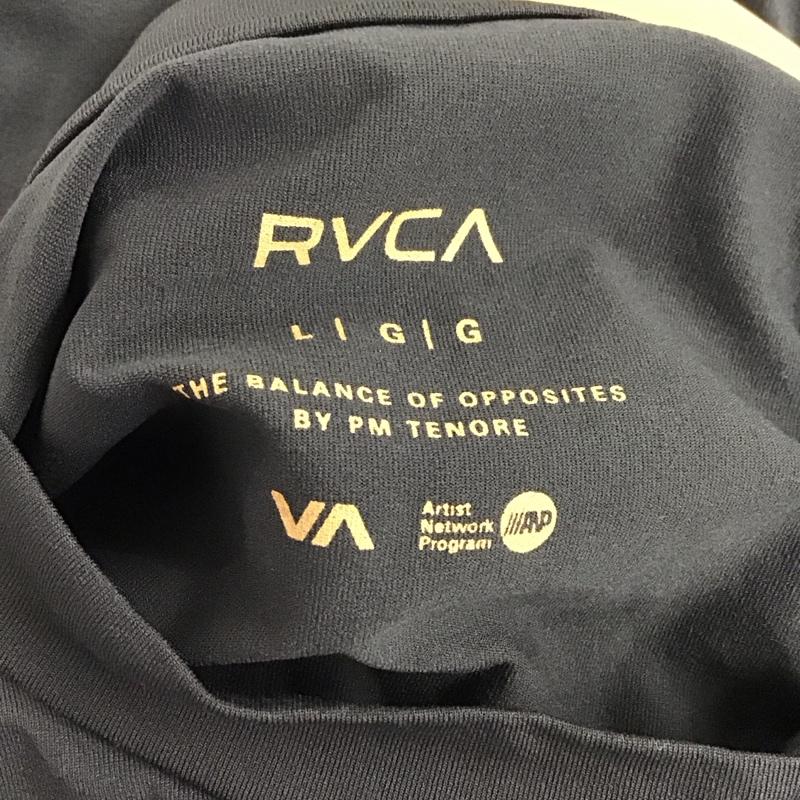 RVCA
L | G | G
THE BALANCE OF OPPOSITES
BY PM TENORE
VA
Artist
Network
Program
///ANP